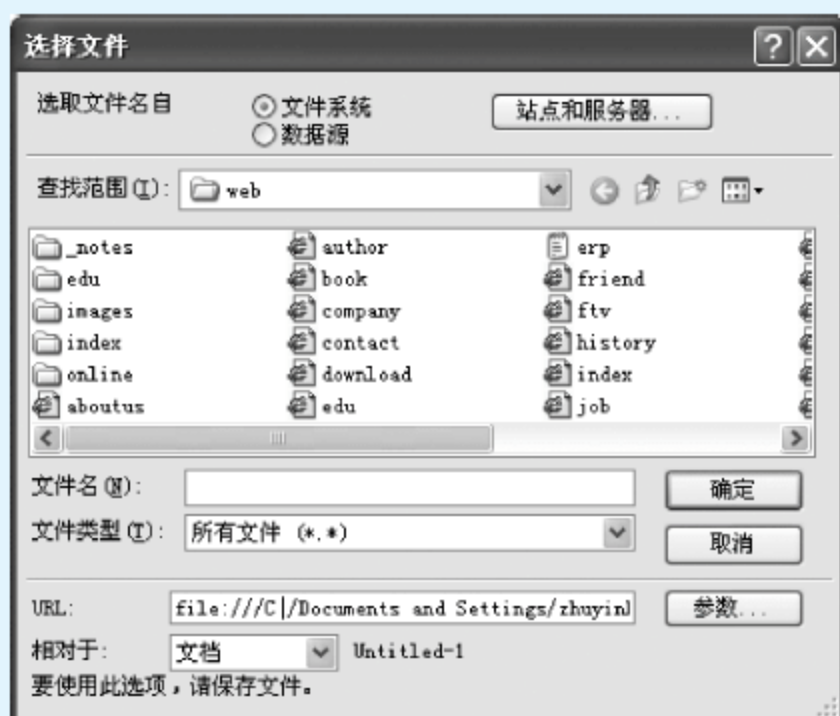 选择文件
选取文件名自 文件系统 站点和服务器...
数据源
查找范围(I): web
_notes author erp
edu book friend
images company ftv
index contact history
online download index
aboutus edu job
文件名(N): 确定
文件类型(T): 所有文件 (*.*) 取消
URL: file:///C|/Documents and Settings/zhuyinl 参数...
相对于: 文档 Untitled-1
要使用此选项，请保存文件。